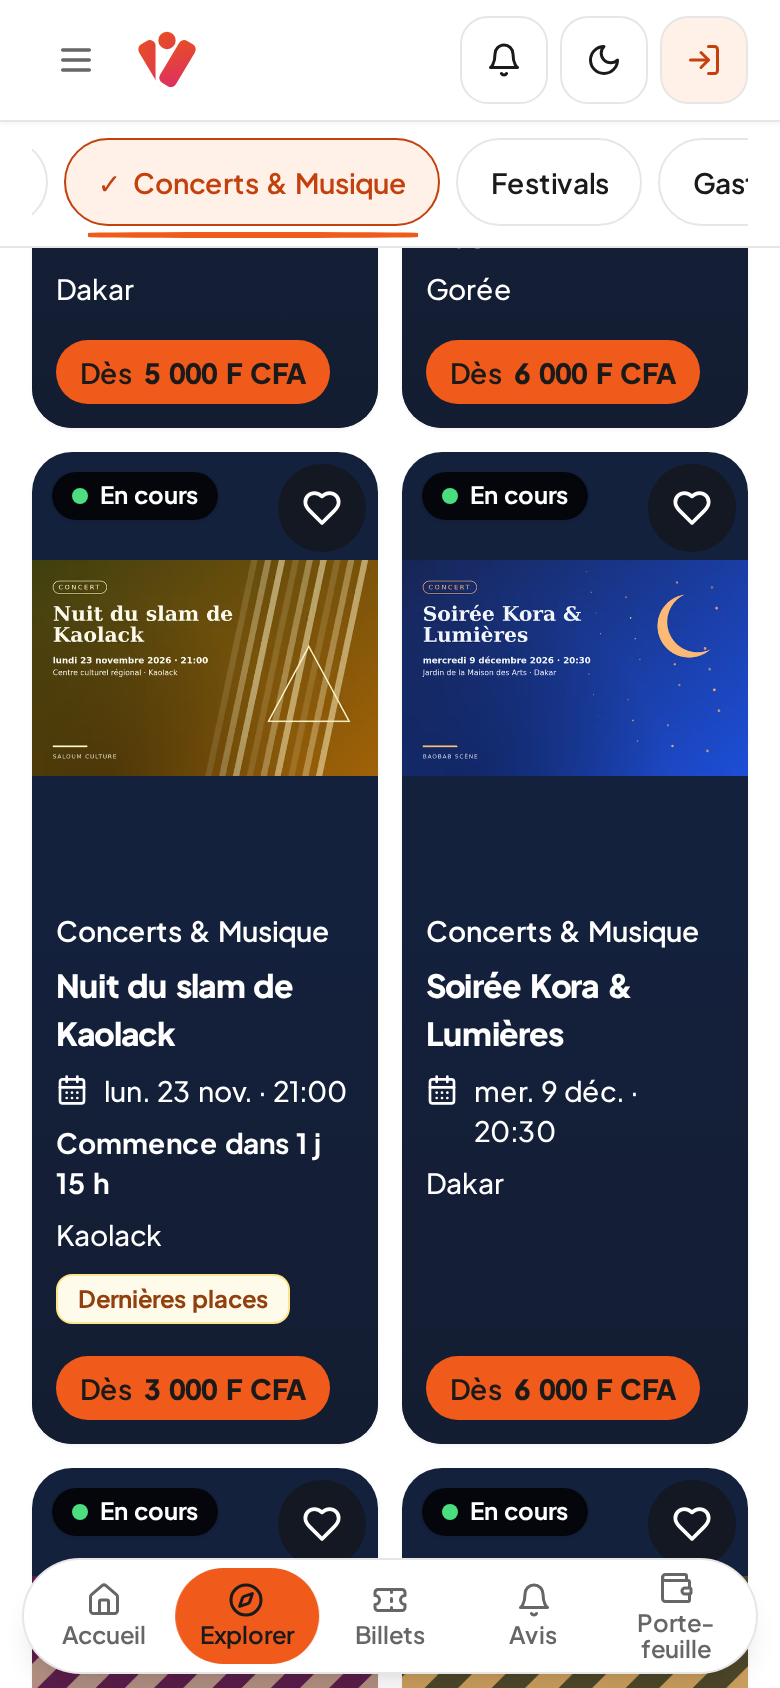 ✓ Concerts & Musique
Festivals
Gast
Dakar
Gorée
Dès 5 000 F CFA
Dès 6 000 F CFA
En cours
En cours
CONCERT
Nuit du slam de
Kaolack
lundi 23 novembre 2026 · 21:00
Centre culturel régional · Kaolack
SALOUM CULTURE
CONCERT
Soirée Kora &
Lumières
mercredi 9 décembre 2026 · 20:30
Jardin de la Maison des Arts · Dakar
BAOBAB SCÈNE
Concerts & Musique
Nuit du slam de
Kaolack
lun. 23 nov. · 21:00
Commence dans 1 j
15 h
Kaolack
Dernières places
Dès 3 000 F CFA
Concerts & Musique
Soirée Kora &
Lumières
mer. 9 déc. ·
20:30
Dakar
Dès 6 000 F CFA
En cours
En cours
Accueil
Explorer
Billets
Avis
Porte-
feuille